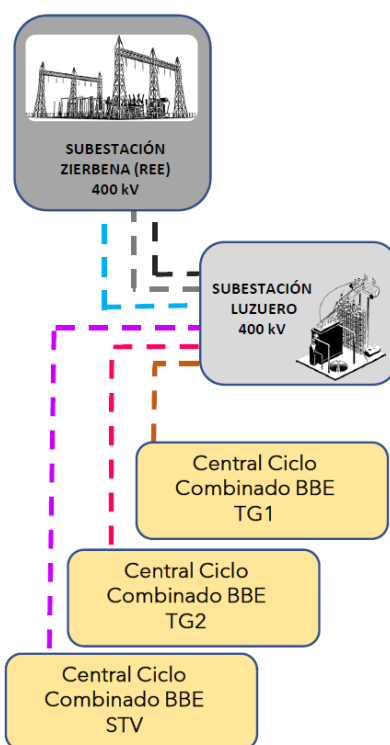 SUBESTACIÓN
ZIERBENA (REE)
400 kV
SUBESTACIÓN
LUZUERO
400 kV
Central Ciclo
Combinado BBE
TG1
Central Ciclo
Combinado BBE
TG2
Central Ciclo
Combinado BBE
STV